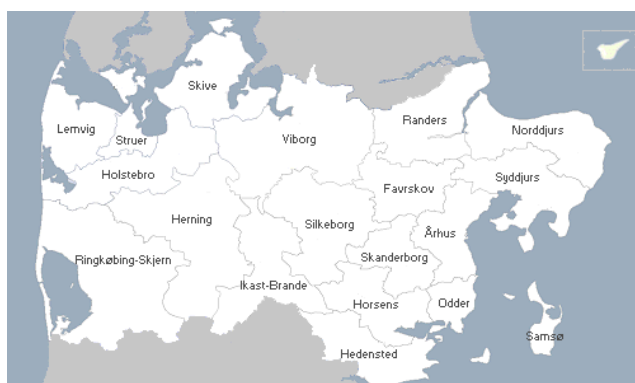 Skive
Lemvig
Struer
Viborg
Randers
Norddjurs
Holstebro
Favrskov
Syddjurs
Herning
Silkeborg
Århus
Ringkøbing-Skjern
Skanderborg
Ikast-Brande
Horsens
Odder
Samsø
Hedensted